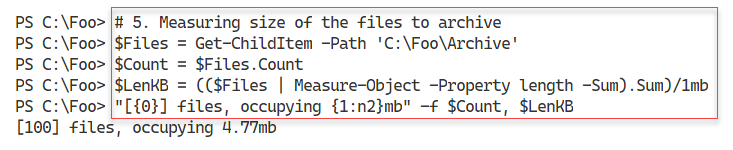 PS C:\Foo> # 5. Measuring size of the files to archive
PS C:\Foo> $Files = Get-ChildItem -Path 'C:\Foo\Archive'
PS C:\Foo> $Count = $Files.Count
PS C:\Foo> $LenKB = (($Files | Measure-Object -Property length -Sum).Sum)/1mb
PS C:\Foo> "[{0}] files, occupying {1:n2}mb" -f $Count, $LenKB
[100] files, occupying 4.77mb